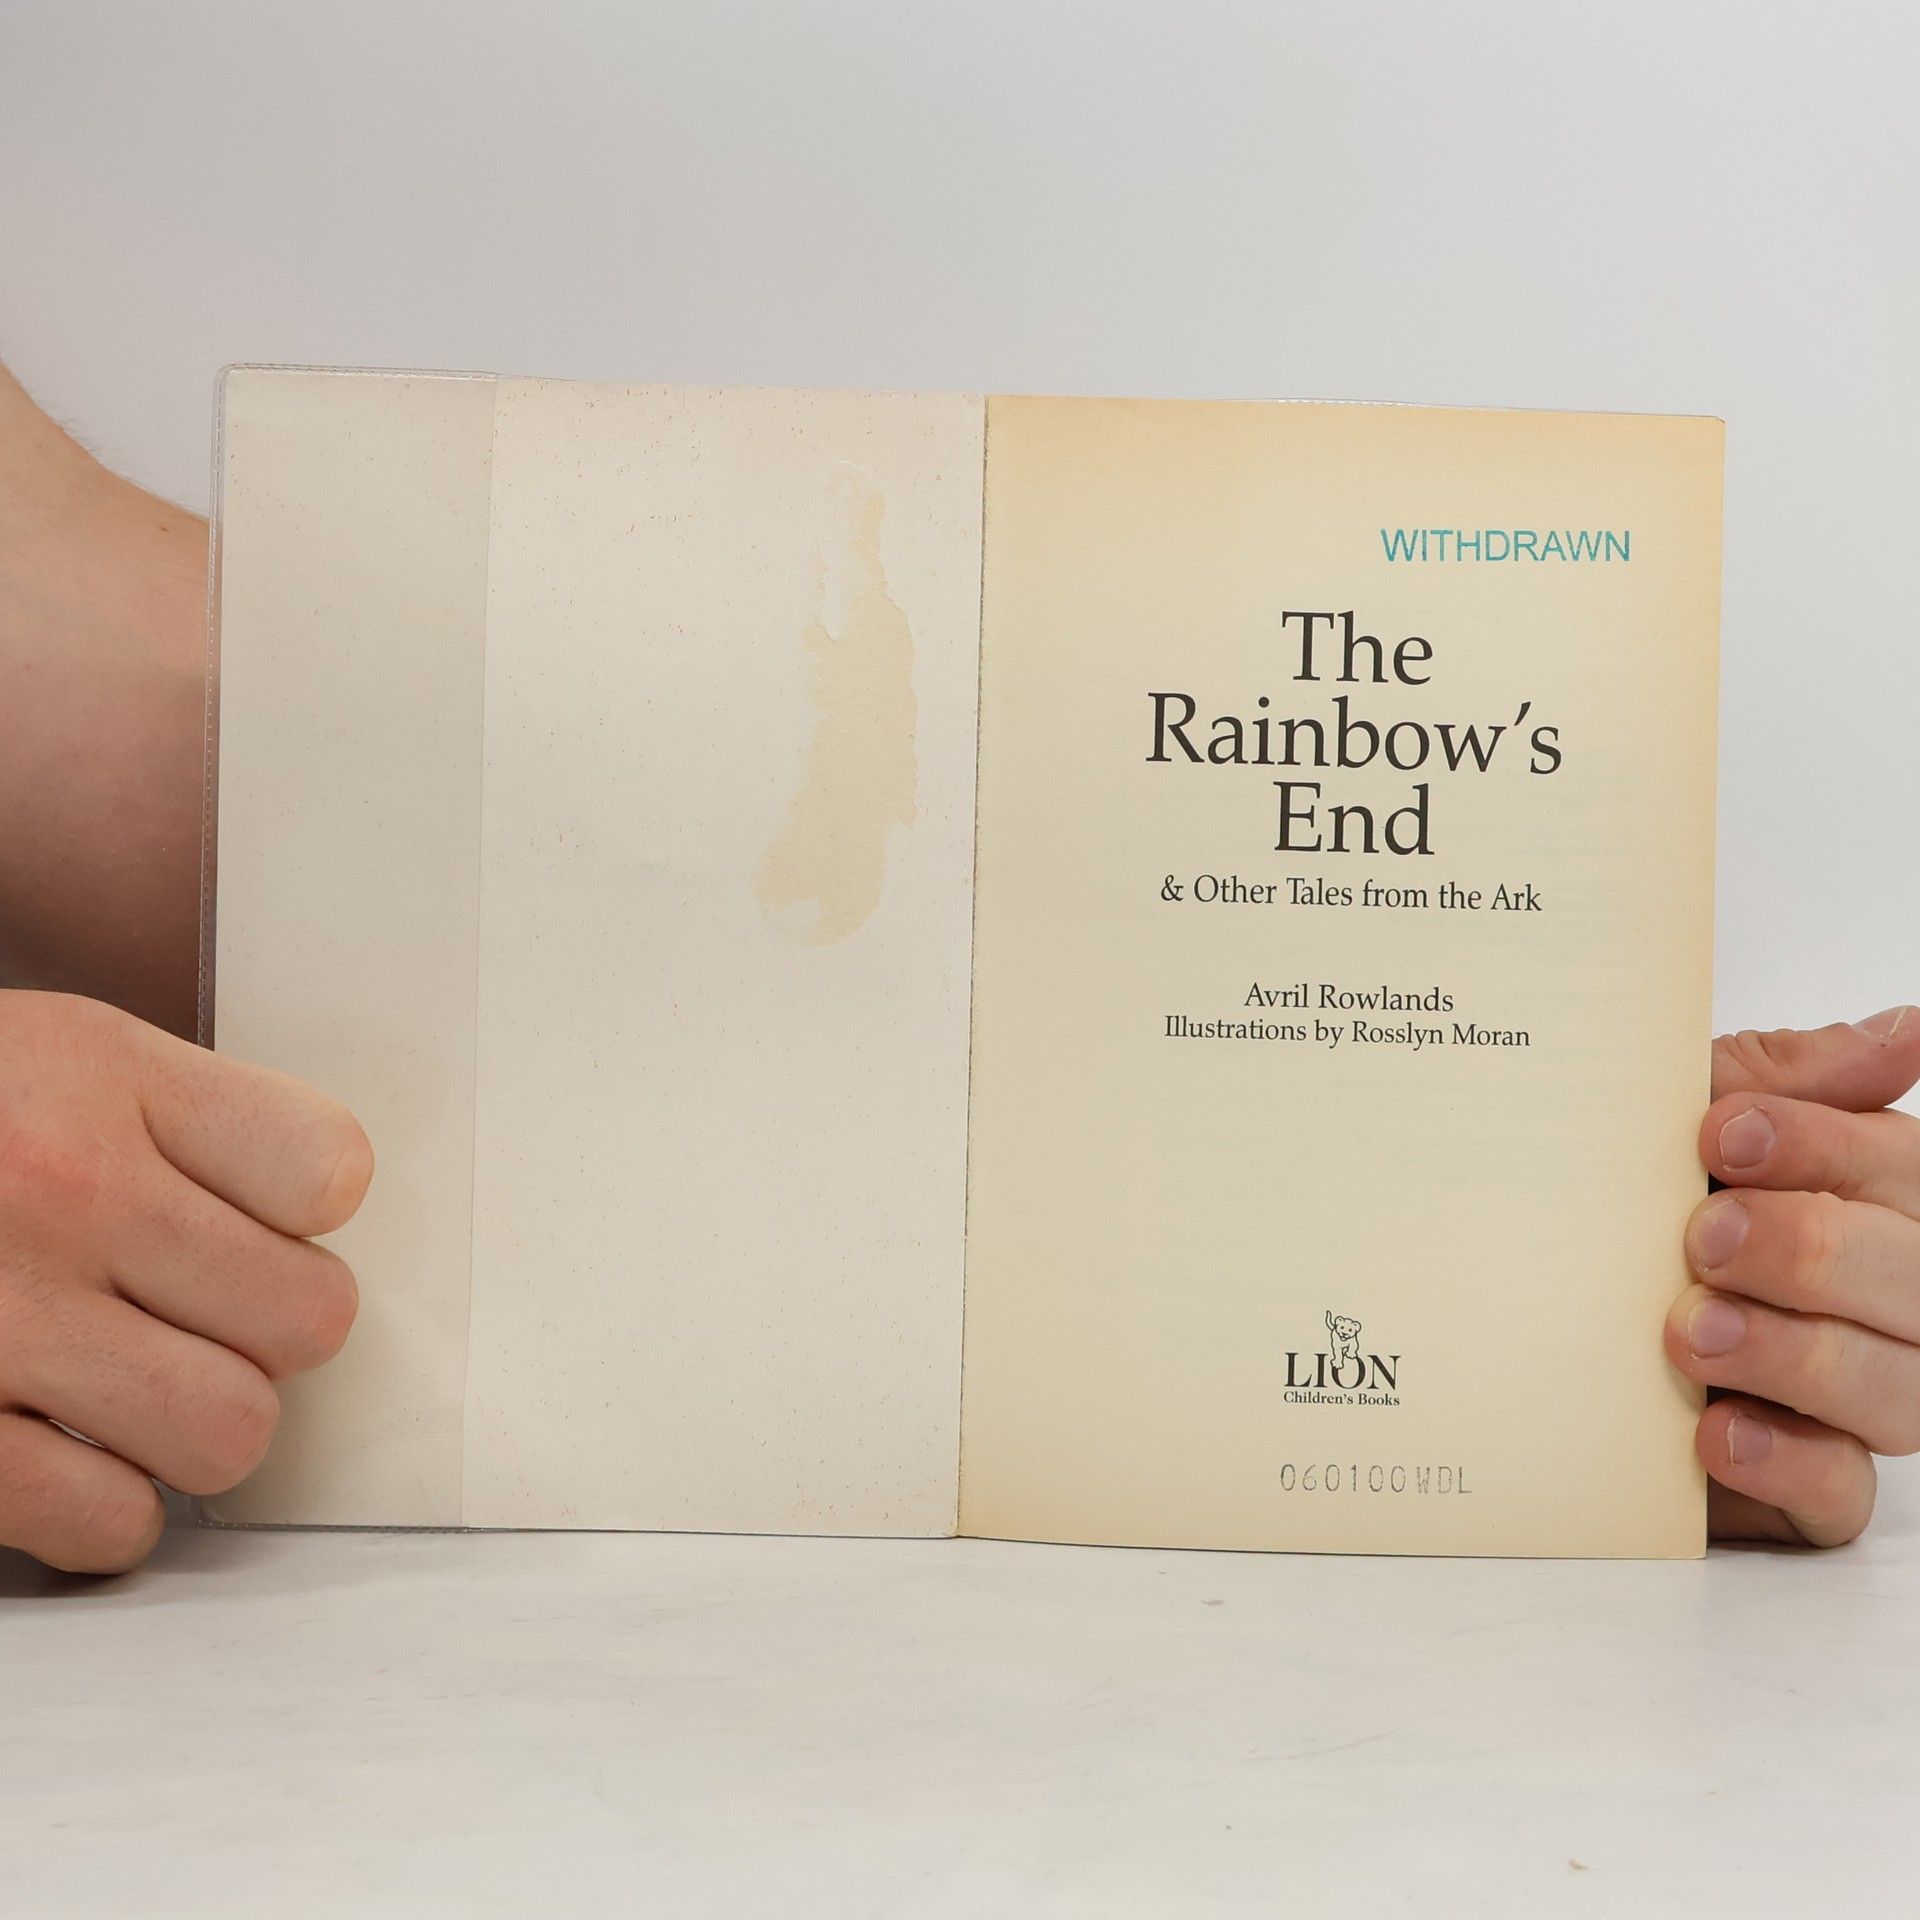 WITHDRAWN
The
Rainbow's
End
& Other Tales from the Ark
Avril Rowlands
Illustrations by Rosslyn Moran
LION
Children's Books
060100WDL